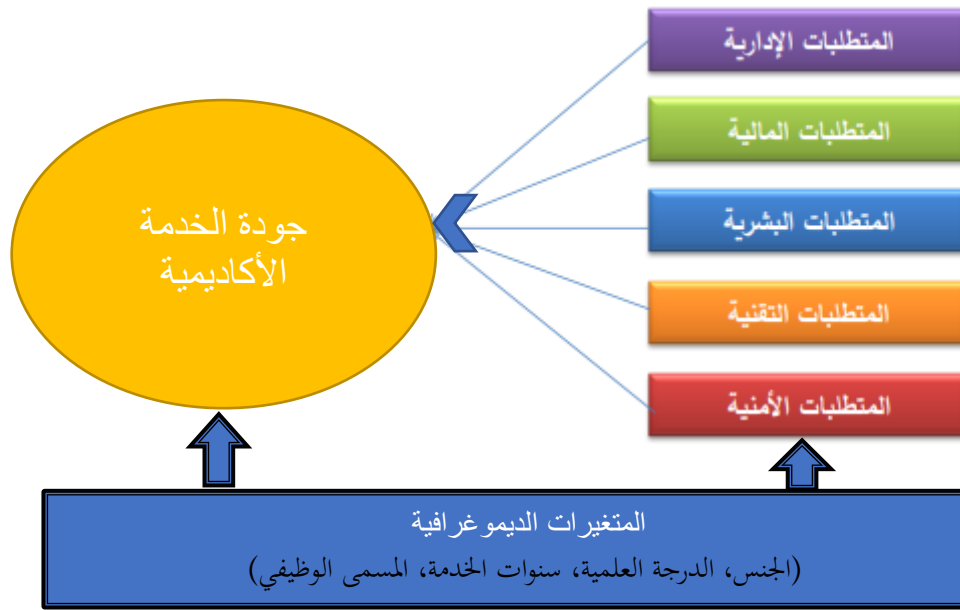 المتطلبات الإدارية
المتطلبات المالية
المتطلبات البشرية
المتطلبات التقنية
المتطلبات الأمنية
جودة الخدمة
الأكاديمية
المتغيرات الديموغرافية
(الجنس، الدرجة العلمية، سنوات الخدمة، المسمى الوظيفي)